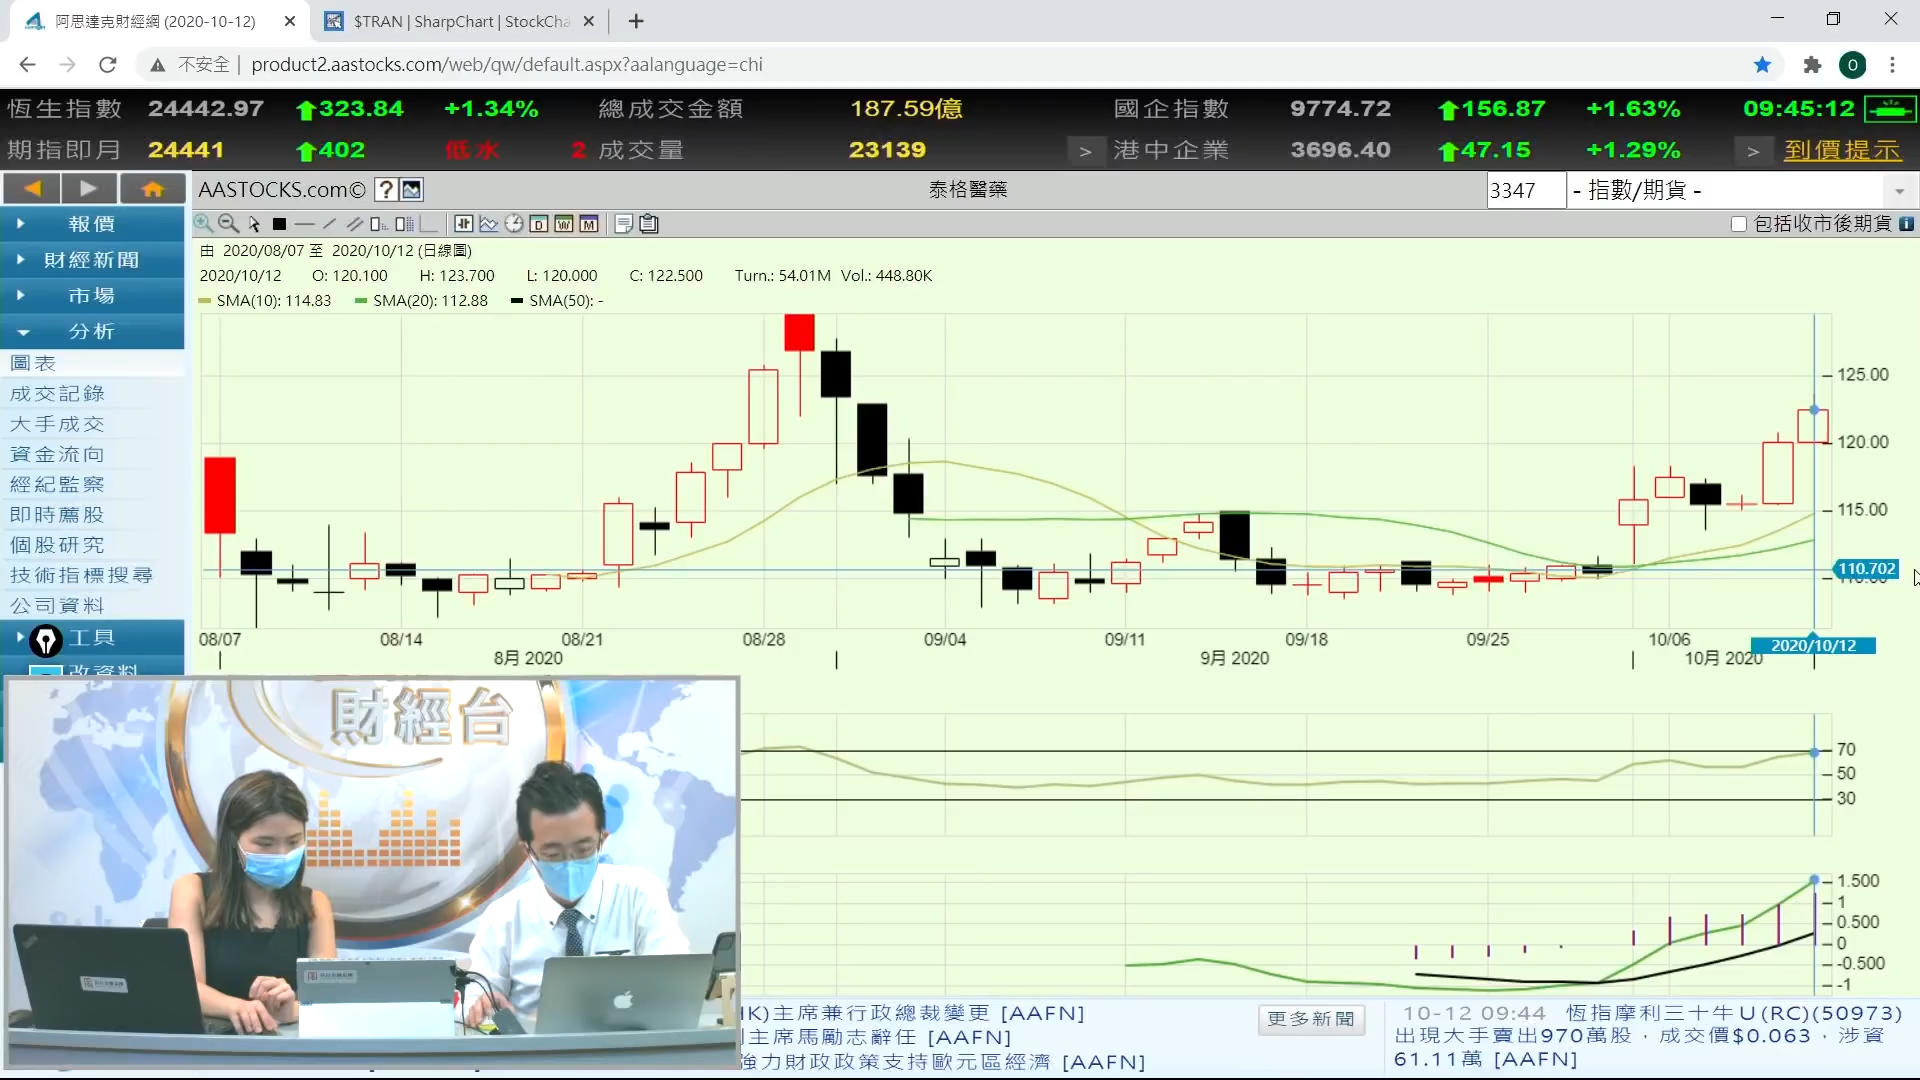 阿思達克財經網 (2020-10-12)
$TRAN | SharpChart | StockCha
不安全 | product2.aastocks.com/web/qw/default.aspx?aalanguage=chi
O
恆生指數 24442.97 323.84 +1.34% 總成交金額 187.59億 國企指數 9774.72 156.87 +1.63% 09:45:12
期指即月 24441 402 低水 2 成交量 23139 > 港中企業 3696.40 47.15 +1.29% > 到價提示
AASTOCKS.com© ? 泰格醫藥 3347 - 指數/期貨 -
報價
D W M 包括收市後期貨 i
由 2020/08/07 至 2020/10/12 (日線圖)
財經新聞
2020/10/12 O: 120.100 H: 123.700 L: 120.000 C: 122.500 Turn.: 54.01M Vol.: 448.80K
市場
SMA(10): 114.83 SMA(20): 112.88 SMA(50): -
分析
圖表
成交記錄
大手成交
資金流向
經紀監察
即時薦股
個股研究
技術指標搜尋
公司資料
工具
改資料
125.00
120.00
115.00
110.702
08/07 08/14 08/21 08/28 09/04 09/11 09/18 09/25 10/06 2020/10/12
8月 2020 9月 2020 10月 2020
財經台
70
50
30
1.500
1
0.500
0
-0.500
-1
HK)主席兼行政總裁變更 [AAFN]
主席馬勵志辭任 [AAFN]
強力財政政策支持歐元區經濟 [AAFN]
更多新聞
10-12 09:44 恆指摩利三十牛U(RC)(50973)
出現大手賣出970萬股，成交價$0.063，涉資
61.11萬 [AAFN]